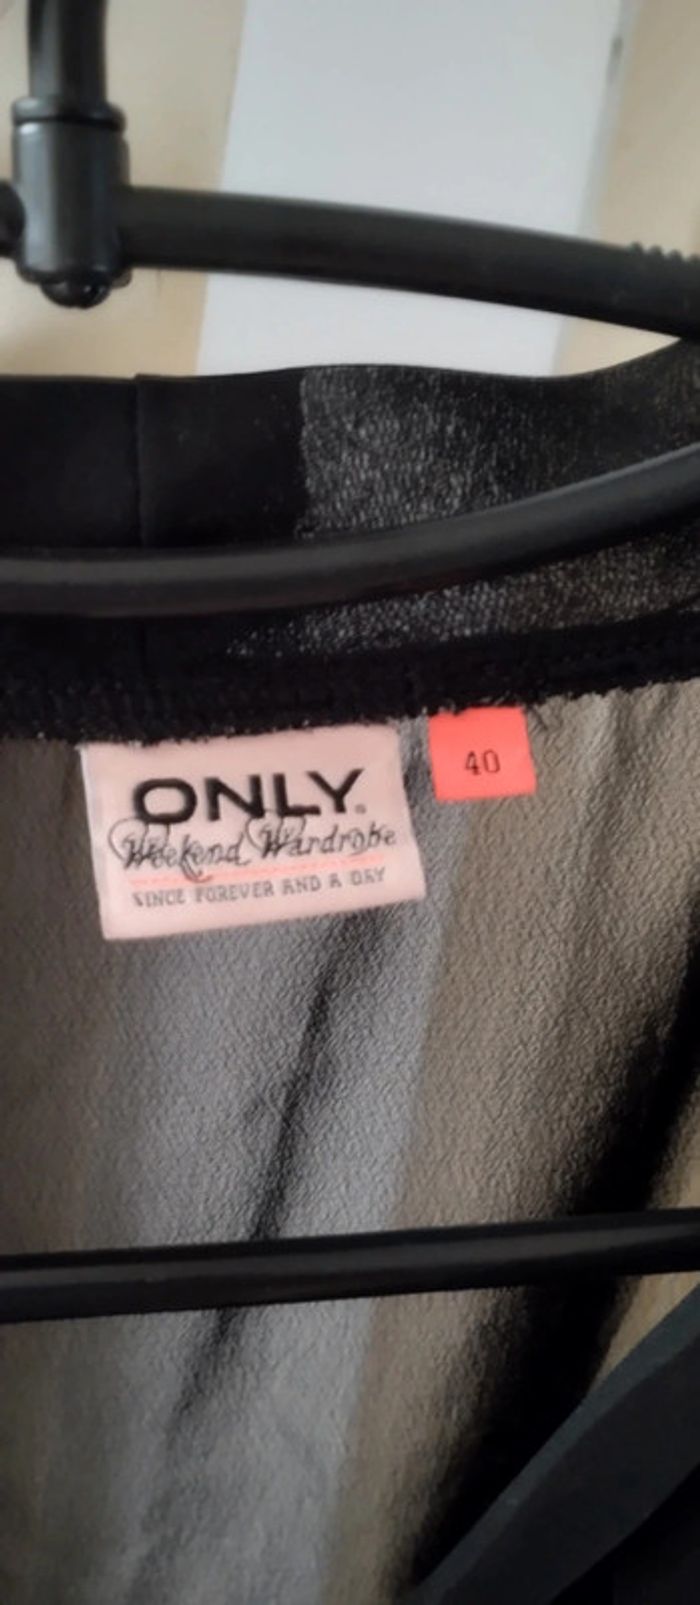 ONLY®
Weekend Wardrobe
SINCE FOREVER AND A DAY
40